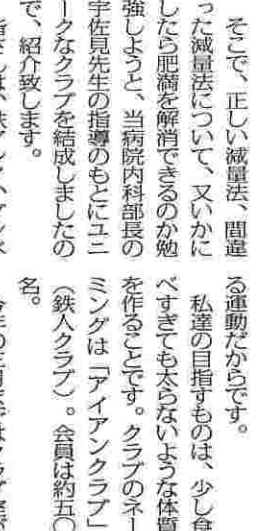 そこで、正しい減量法、間違
った減量法について、又いかに
したら肥満を解消できるのか勉
強しようと、当病院内科部長の
宇佐見先生の指導のもとにユニ
ークなクラブを結成しましたの
で、紹介致します。
る運動だからです。
私達の目指すものは、少し食
べすぎても太らないような体質
を作ることです。クラブのネー
ミングは「アイアンクラブ」
(鉄人クラブ)。会員は約五〇
名。